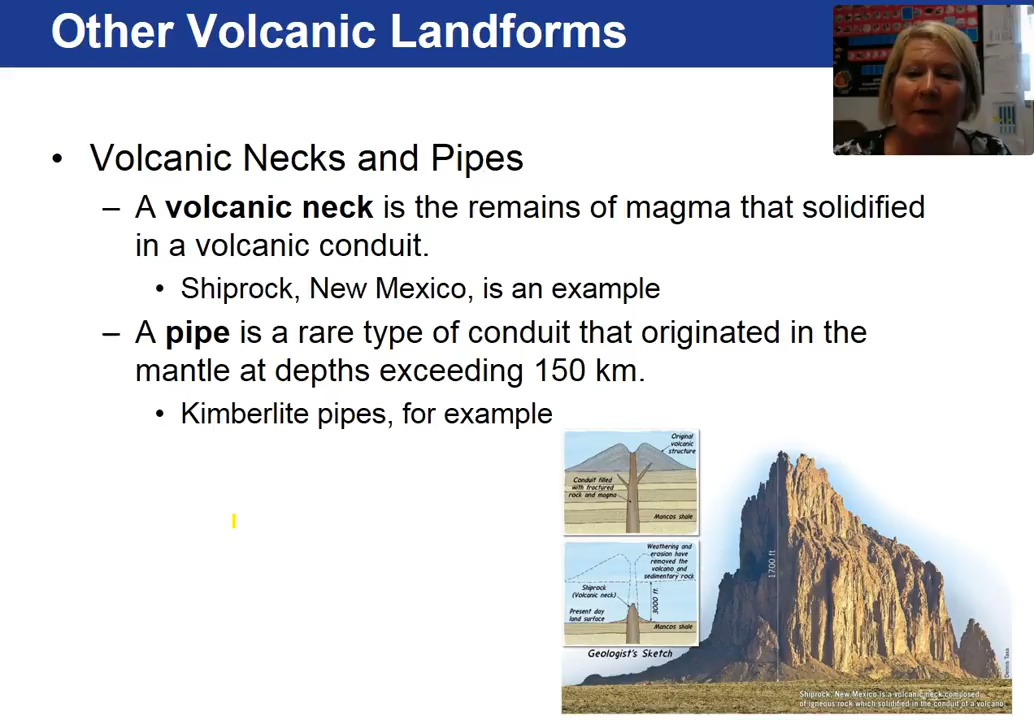 Other Volcanic Landforms
• Volcanic Necks and Pipes
– A volcanic neck is the remains of magma that solidified
in a volcanic conduit.
• Shiprock, New Mexico, is an example
– A pipe is a rare type of conduit that originated in the
mantle at depths exceeding 150 km.
• Kimberlite pipes, for example
Original
volcanic
structure
Conduit filled
with fractured
rock and magma
Mancos shale
Weathering and
erosion have
removed the
volcano and
sedimentary rock
Shiprock
(Volcanic neck)
3000 ft.
Present day
land surface
Mancos shale
Geologist's Sketch
1700 ft
Dennis Tasa
Shiprock, New Mexico is a volcanic neck composed
of igneous rock which solidified in the conduit of a volcano.